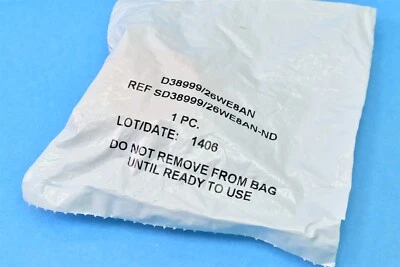 D38999/26WE8AN
REF SD38999/26WE8AN-ND
1 PC.
LOT/DATE: 1406
DO NOT REMOVE FROM BAG
UNTIL READY TO USE